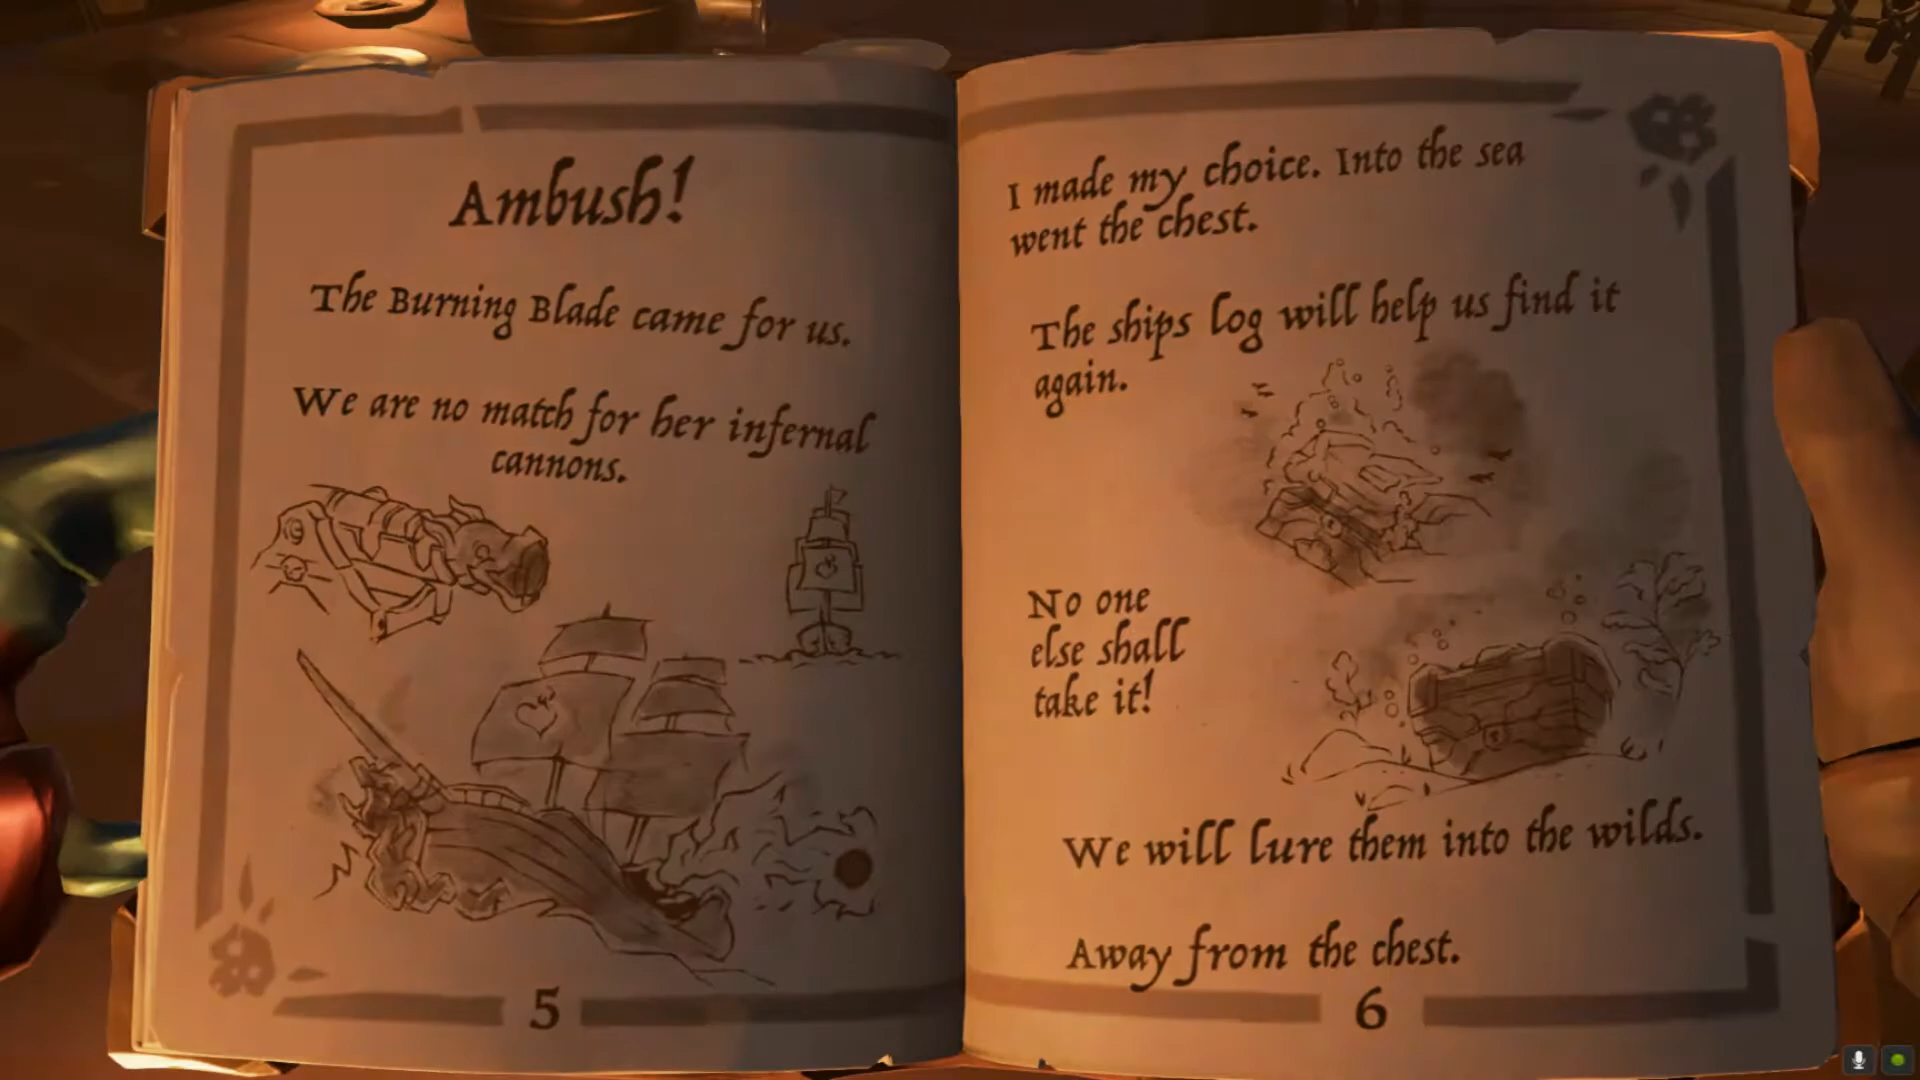 Ambush!
The Burning Blade came for us.
We are no match for her infernal
cannons.
5
I made my choice. Into the sea
went the chest.
The ships log will help us find it
again.
No one
else shall
take it!
We will lure them into the wilds.
Away from the chest.
6